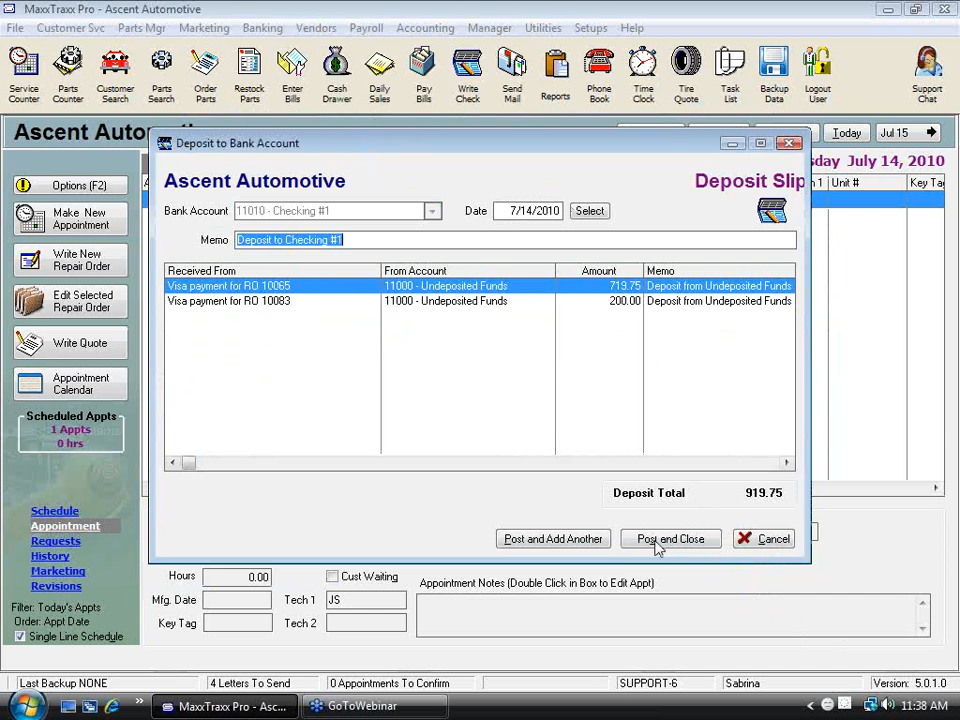 MaxxTraxx Pro - Ascent Automotive
File Customer Svc Parts Mgr Marketing Banking Vendors Payroll Accounting Manager Utilities Setups Help
Service Counter
Parts Counter
Customer Search
Parts Search
Order Parts
Restock Parts
Enter Bills
Cash Drawer
Daily Sales
Pay Bills
Write Check
Send Mail
Reports
Phone Book
Time Clock
Tire Quote
Task List
Backup Data
Logout User
Support Chat
Ascent Automotive
Today Jul 15
day July 14, 2010
Unit # Key Tag
Options (F2)
Make New Appointment
Write New Repair Order
Edit Selected Repair Order
Write Quote
Appointment Calendar
Scheduled Appts
1 Appts
0 hrs
Schedule
Appointment
Requests
History
Marketing
Revisions
Filter: Today's Appts
Order: Appt Date
Single Line Schedule
Deposit to Bank Account
Ascent Automotive Deposit Slip
Bank Account 11010 - Checking #1 Date 7/14/2010 Select
Memo Deposit to Checking #1
Received From From Account Amount Memo
Visa payment for RO 10065 11000 - Undeposited Funds 719.75 Deposit from Undeposited Funds
Visa payment for RO 10083 11000 - Undeposited Funds 200.00 Deposit from Undeposited Funds
Deposit Total 919.75
Post and Add Another Post and Close Cancel
Hours 0.00 Cust Waiting Appointment Notes (Double Click in Box to Edit Appt)
Mfg. Date Tech 1 JS
Key Tag Tech 2
Last Backup NONE 4 Letters To Send 0 Appointments To Confirm SUPPORT-6 Sabrina Version: 5.0.1.0
MaxxTraxx Pro - Asc... GoToWebinar 11:38 AM